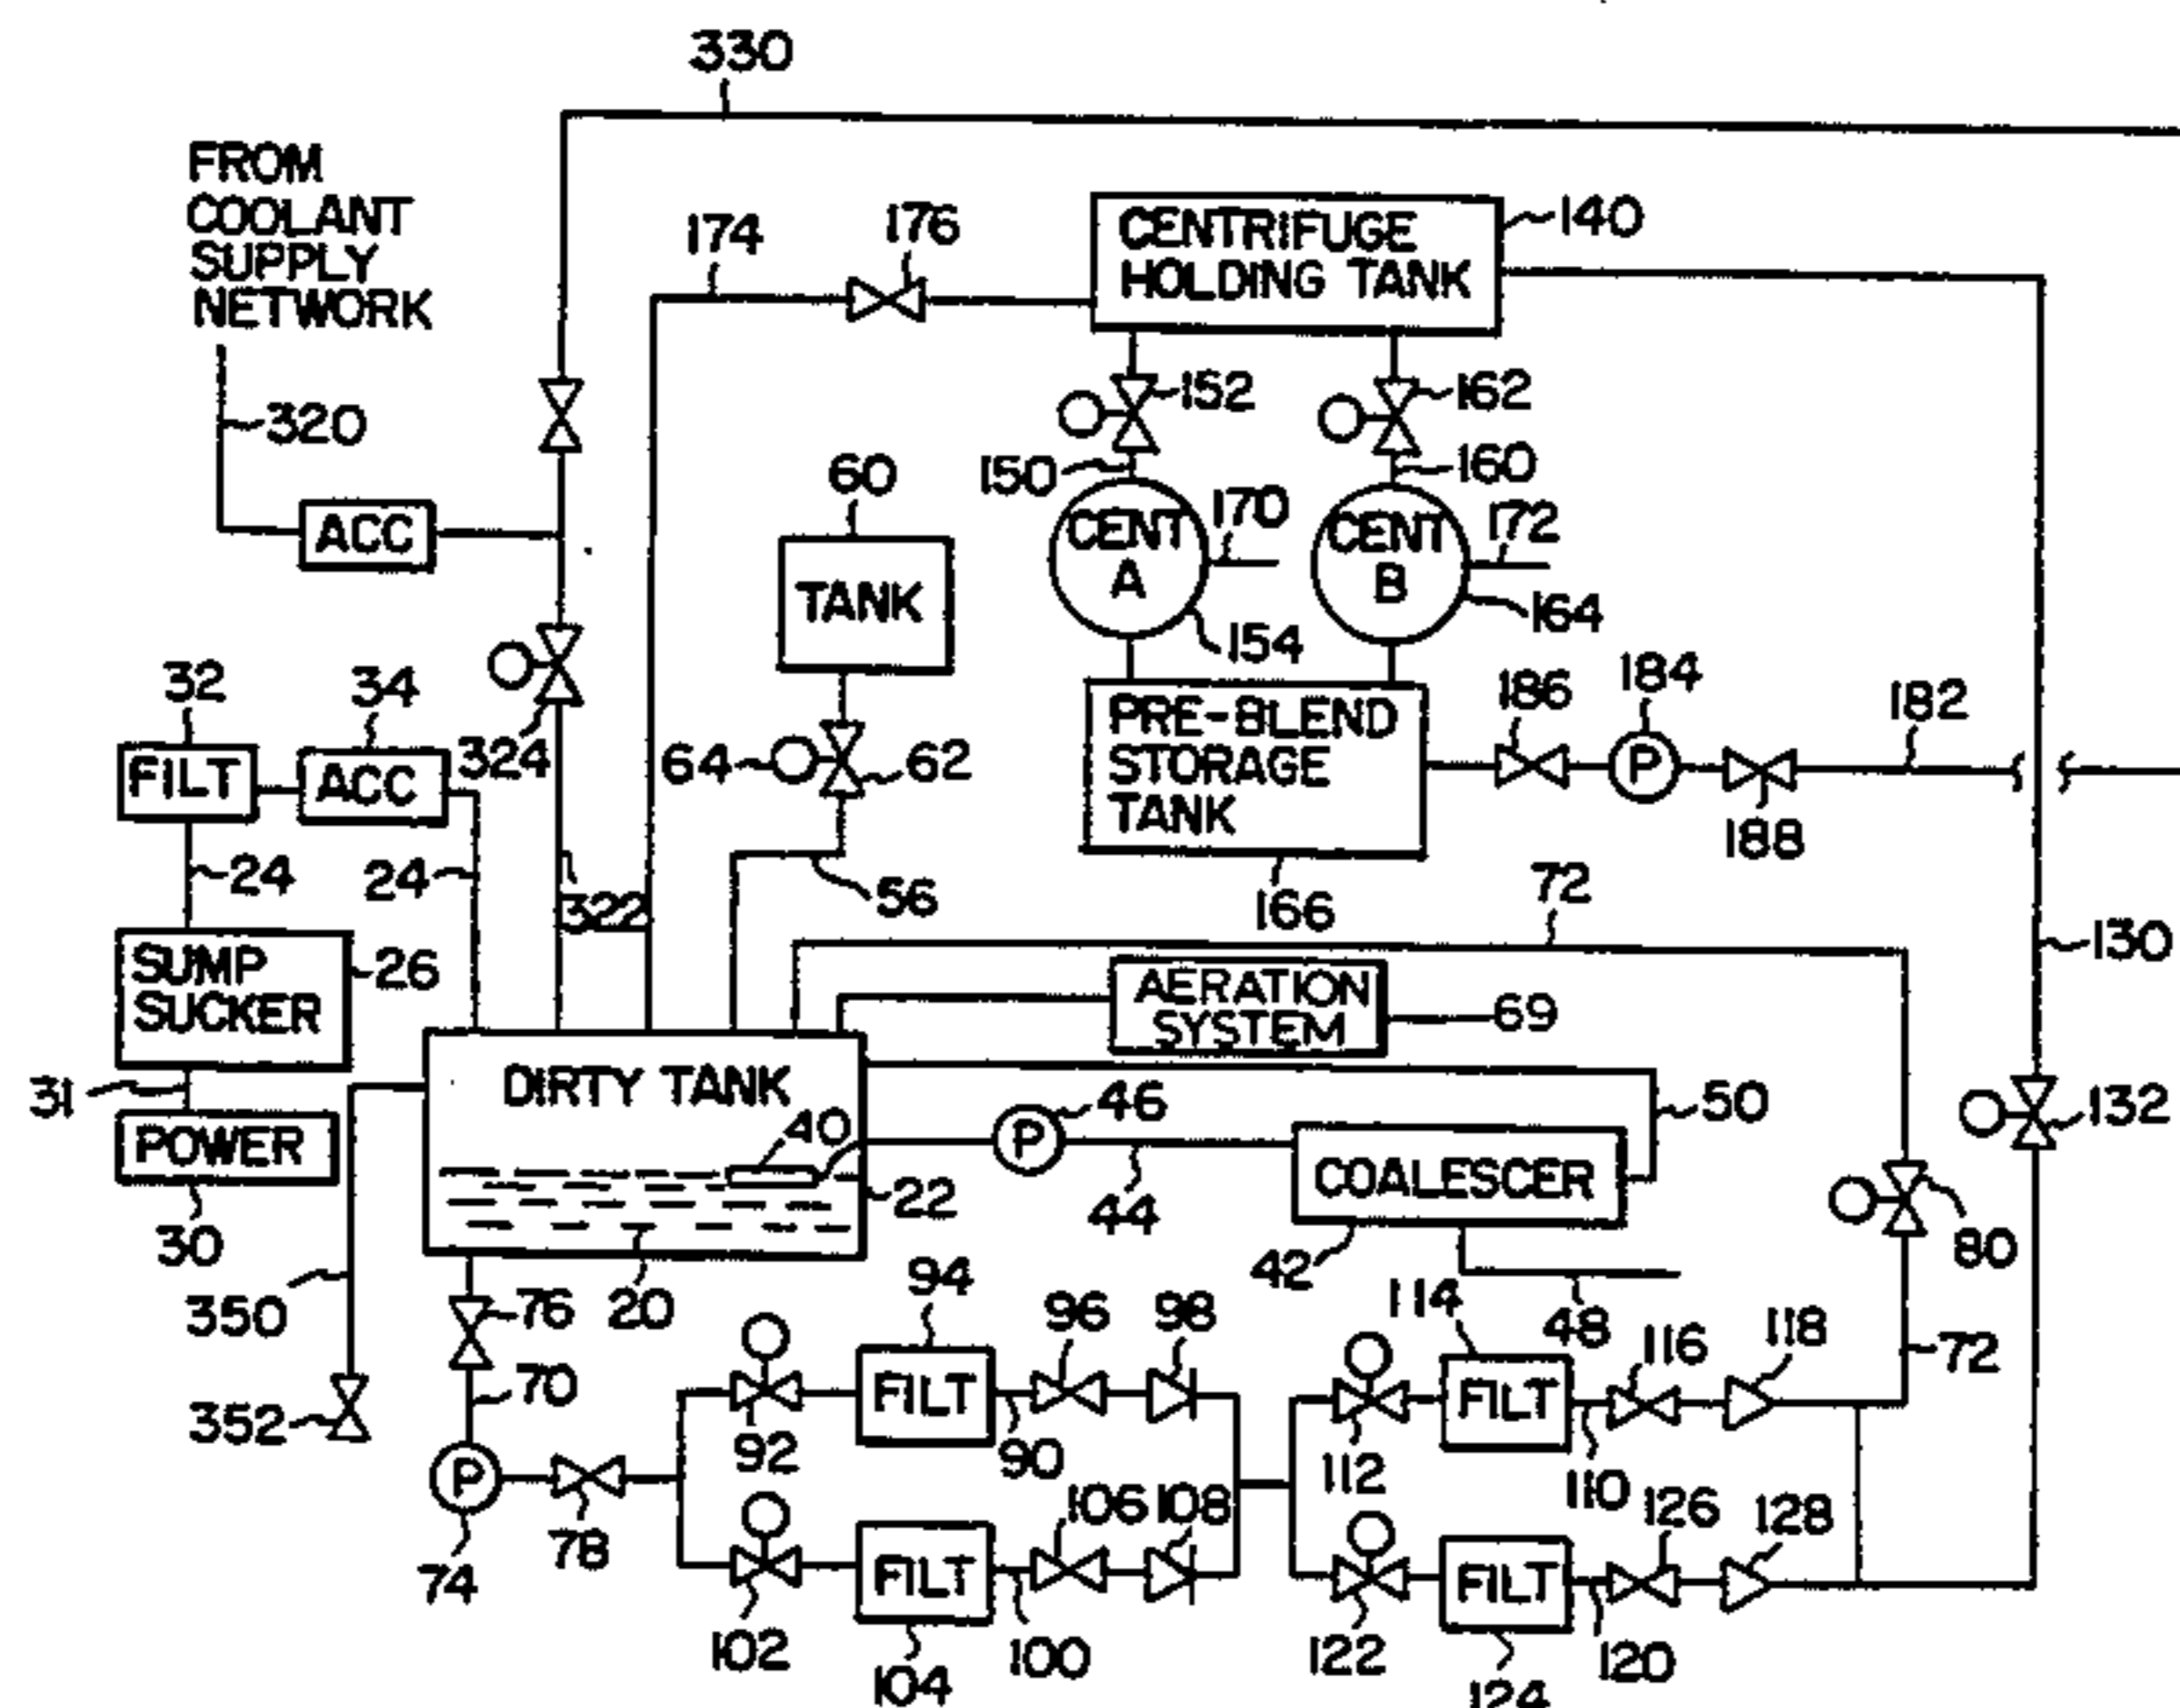 330
FROM
COOLANT
SUPPLY
NETWORK
320
ACC
174
176
CENTRIFUGE
HOLDING TANK
140
152
162
150
160
60
CENT
A
170
CENT
B
172
TANK
154
164
32
34
324
FILT
ACC
64
62
PRE-BLEND
STORAGE
TANK
186
184
P
182
188
24
24
322
56
166
72
SUMP
SUCKER
26
AERATION
SYSTEM
69
130
31
POWER
30
DIRTY TANK
40
46
P
50
132
COALESCER
22
44
42
48
80
350
352
76
20
70
94
96
98
114
116
118
72
FILT
FILT
92
90
112
110
P
74
78
106
108
126
128
FILT
FILT
102
104
100
122
124
120